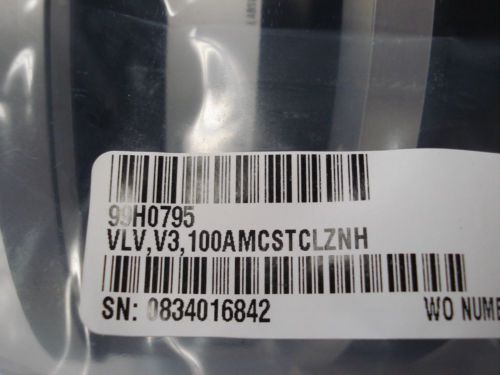 99H0795
VLV,V3,100AMCSTCLZNH
SN: 0834016842
WO NUMB